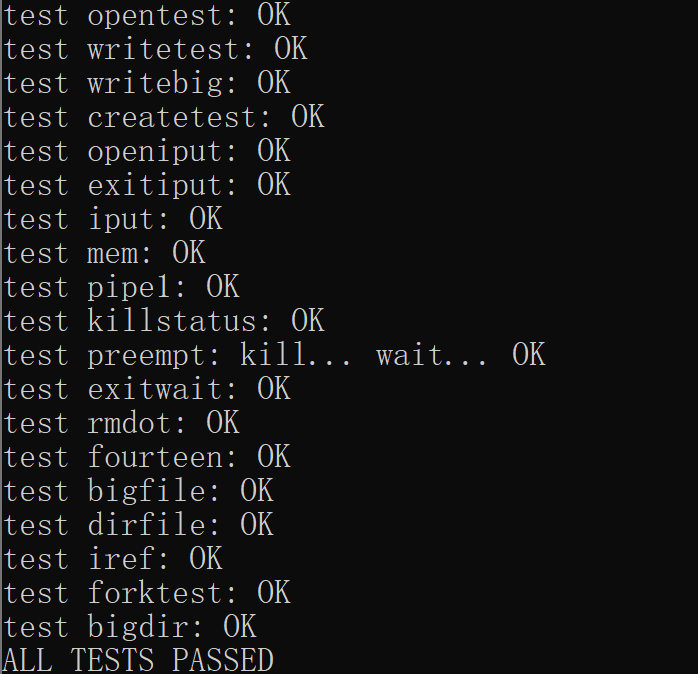 test opentest: OK
test writetest: OK
test writebig: OK
test createtest: OK
test openiput: OK
test exitiput: OK
test iput: OK
test mem: OK
test pipe1: OK
test killstatus: OK
test preempt: kill... wait... OK
test exitwait: OK
test rmdot: OK
test fourteen: OK
test bigfile: OK
test dirfile: OK
test iref: OK
test forktest: OK
test bigdir: OK
ALL TESTS PASSED